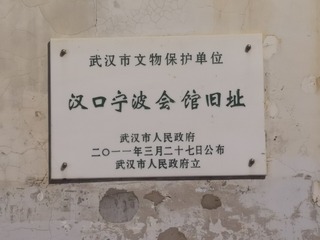 武汉市文物保护单位
汉口宁波会馆旧址
武汉市人民政府
二〇一一年三月二十七日公布
武汉市人民政府立